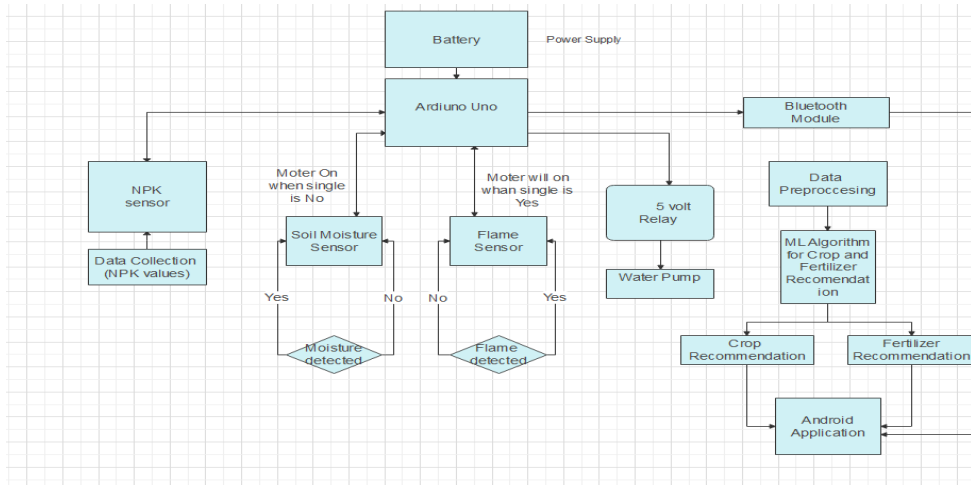 Battery
Power Supply
Ardiuno Uno
Bluetooth
Module
NPK
sensor
Moter On
when single
is No
Moter will on
whan single is
Yes
Data
Preproccesing
5 volt
Relay
Soil Moisture
Sensor
Flame
Sensor
ML Algorithm
for Crop and
Fertilizer
Recomendat
ion
Data Collection
(NPK values)
Water Pump
Yes
No
No
Yes
Moisture
detected
Flame
detected
Crop
Recommendation
Fertilizer
Recommendation
Android
Application